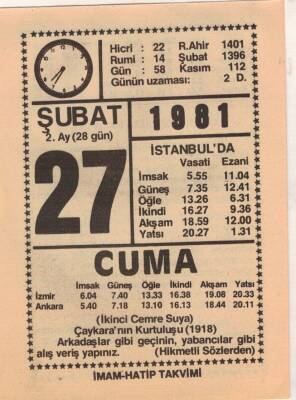 Hicri : 22 R.Ahir 1401
Rumi : 14 Şubat 1396
Gün : 58 Kasım 112
Günün uzaması: 2 D.
ŞUBAT
2. Ay (28 gün)
27
1981
İSTANBUL'DA
Vasati Ezani
İmsak 5.55 11.04
Güneş 7.35 12.41
Öğle 13.26 6.31
İkindi 16.27 9.36
Akşam 18.59 12.00
Yatsı 20.27 1.31
CUMA
İmsak Güneş Öğle İkindi Akşam Yatsı
İzmir 6.04 7.40 13.33 16.38 19.08 20.33
Ankara 5.40 7.18 13.10 16.13 18.44 20.11
(İkinci Cemre Suya)
Çaykara'nın Kurtuluşu (1918)
Arkadaşlar gibi geçinin, yabancılar gibi
alış veriş yapınız. (Hikmetli Sözlerden)
İMAM-HATİP TAKVİMİ